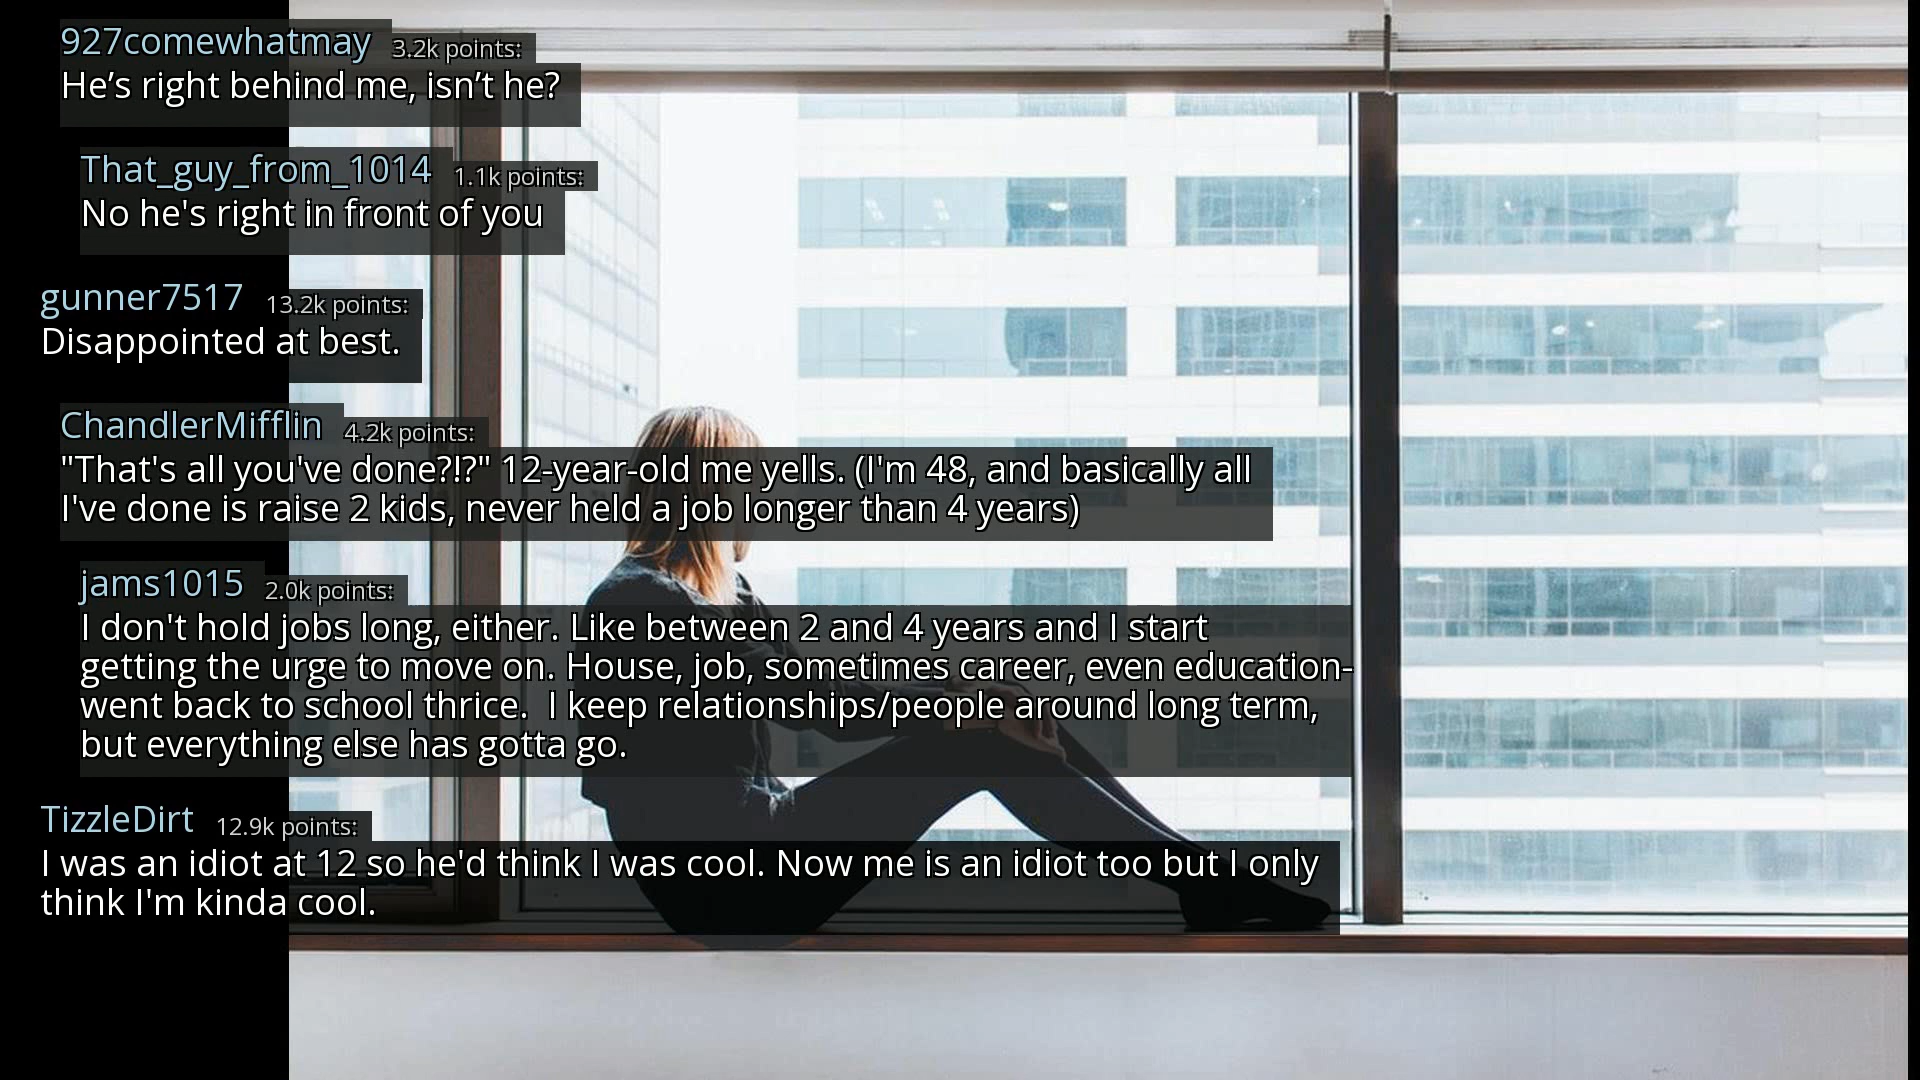 927comewhatmay 3.2k points:
He’s right behind me, isn’t he?
That_guy_from_1014 1.1k points:
No he's right in front of you
gunner7517 13.2k points:
Disappointed at best.
ChandlerMifflin 4.2k points:
"That's all you've done?!?" 12-year-old me yells. (I'm 48, and basically all
I've done is raise 2 kids, never held a job longer than 4 years)
jams1015 2.0k points:
I don't hold jobs long, either. Like between 2 and 4 years and I start
getting the urge to move on. House, job, sometimes career, even education-
went back to school thrice.  I keep relationships/people around long term,
but everything else has gotta go.
TizzleDirt 12.9k points:
I was an idiot at 12 so he'd think I was cool. Now me is an idiot too but I only
think I'm kinda cool.